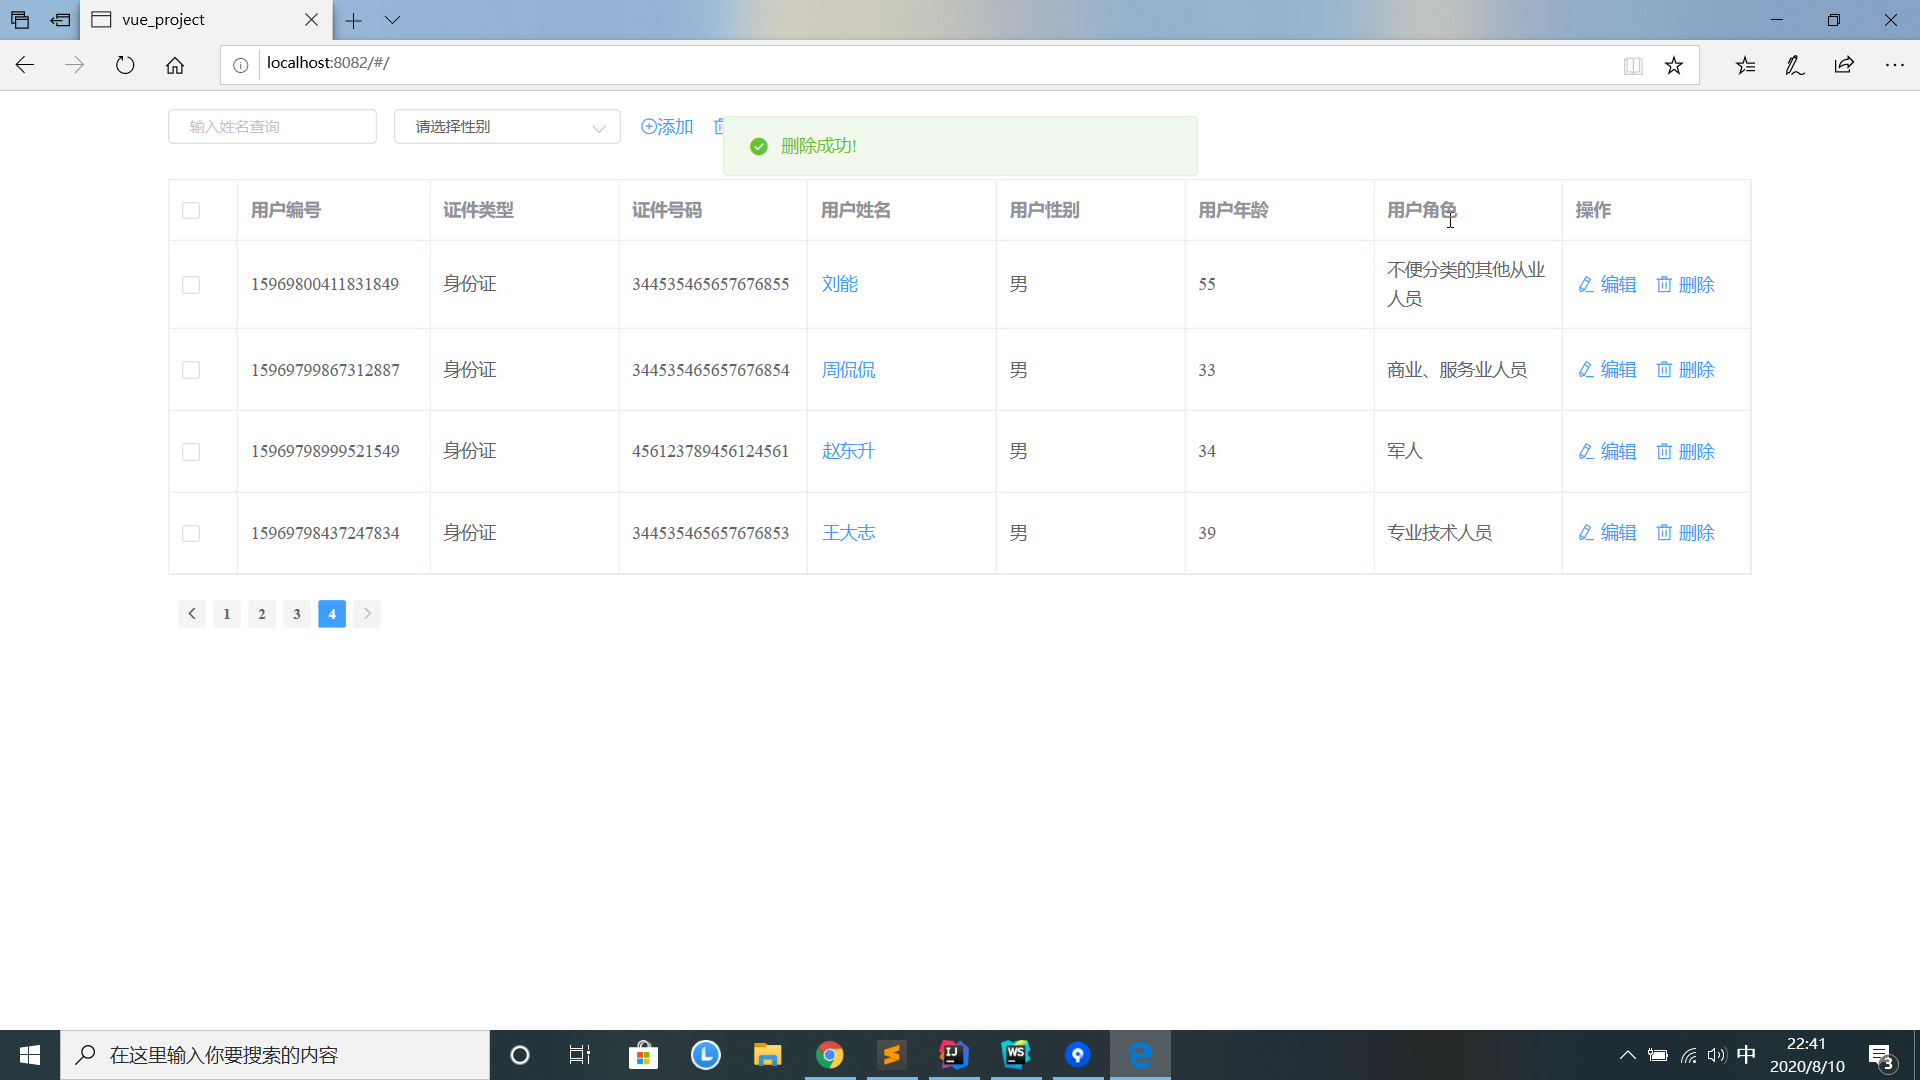 vue_project
localhost:8082/#/
输入姓名查询 请选择性别 添加
删除成功!
用户编号 证件类型 证件号码 用户姓名 用户性别 用户年龄 用户角色 操作
15969800411831849 身份证 344535465657676855 刘能 男 55 不便分类的其他从业人员 编辑 删除
15969799867312887 身份证 344535465657676854 周侃侃 男 33 商业、服务业人员 编辑 删除
15969798999521549 身份证 456123789456124561 赵东升 男 34 军人 编辑 删除
15969798437247834 身份证 344535465657676853 王大志 男 39 专业技术人员 编辑 删除
1 2 3 4
在这里输入你要搜索的内容
IJ
WS
中
22:41
2020/8/10
3